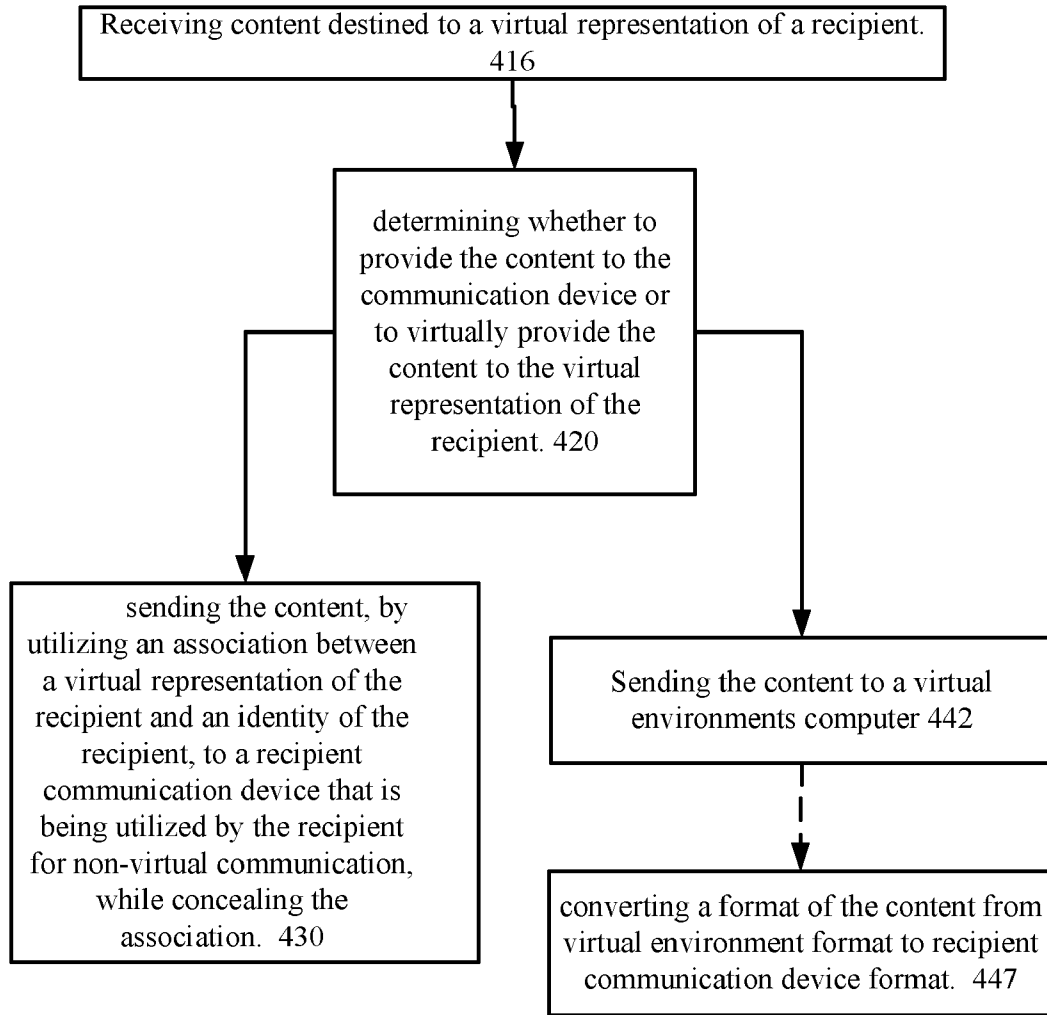 Receiving content destined to a virtual representation of a recipient.
416
determining whether to
provide the content to the
communication device or
to virtually provide the
content to the virtual
representation of the
recipient. 420
sending the content, by
utilizing an association between
a virtual representation of the
recipient and an identity of the
recipient, to a recipient
communication device that is
being utilized by the recipient
for non-virtual communication,
while concealing the
association. 430
Sending the content to a virtual
environments computer 442
converting a format of the content from
virtual environment format to recipient
communication device format. 447